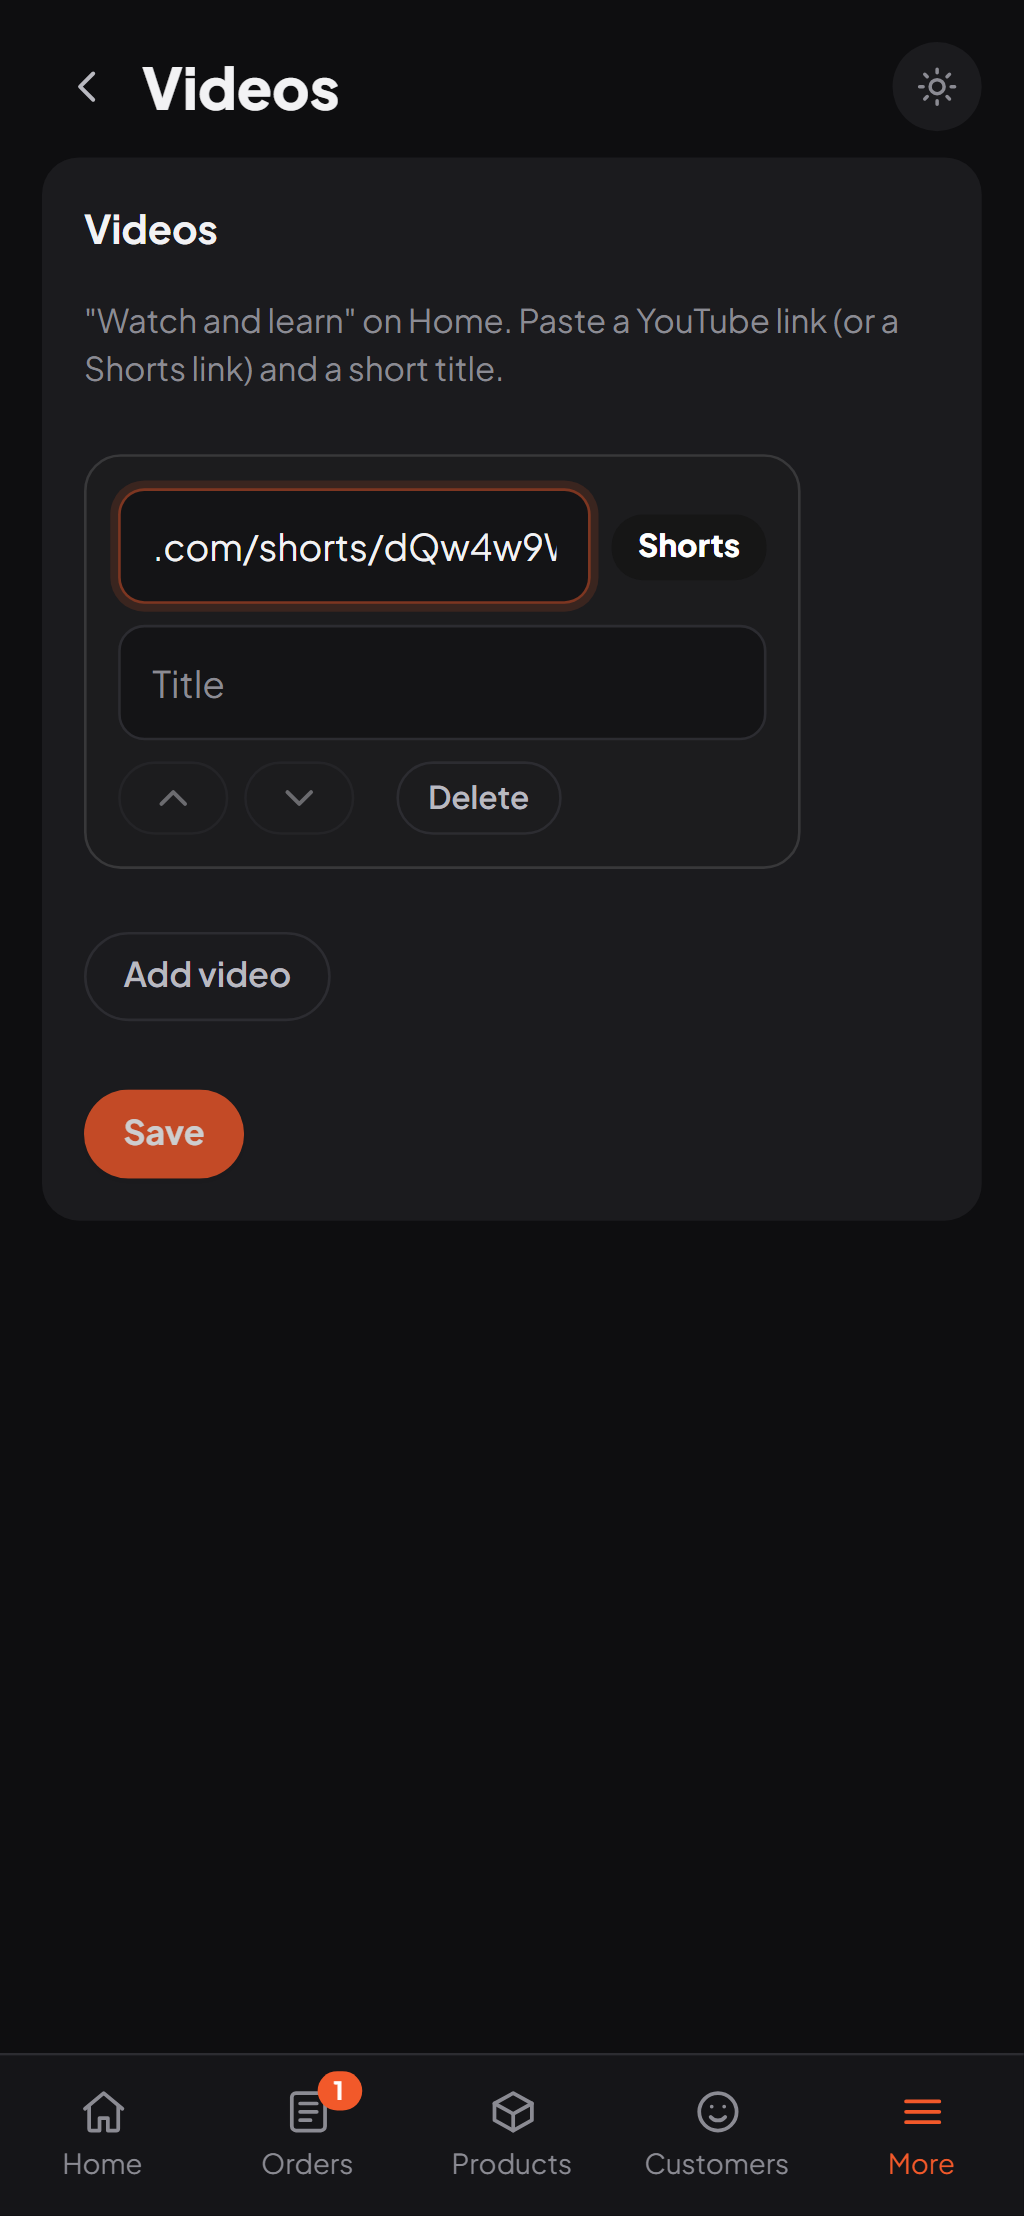 Videos
Videos
"Watch and learn" on Home. Paste a YouTube link (or a
Shorts link) and a short title.
.com/shorts/dQw4w9
Shorts
Title
Delete
Add video
Save
1
Home
Orders
Products
Customers
More